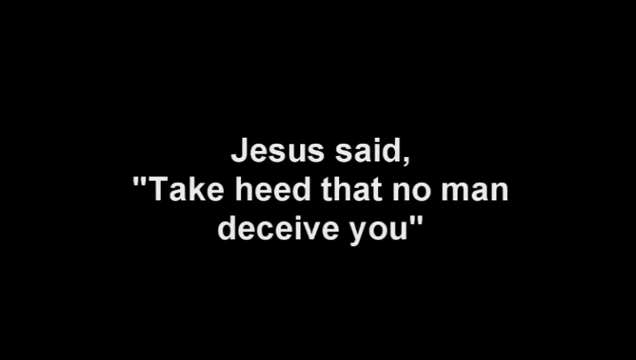 Jesus said,
"Take heed that no man
deceive you"